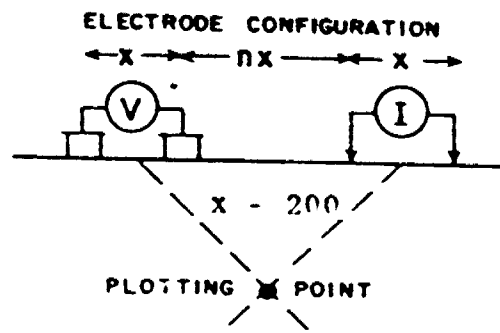 ELECTRODE CONFIGURATION
x nx x
V I
x - 200
PLOTTING POINT